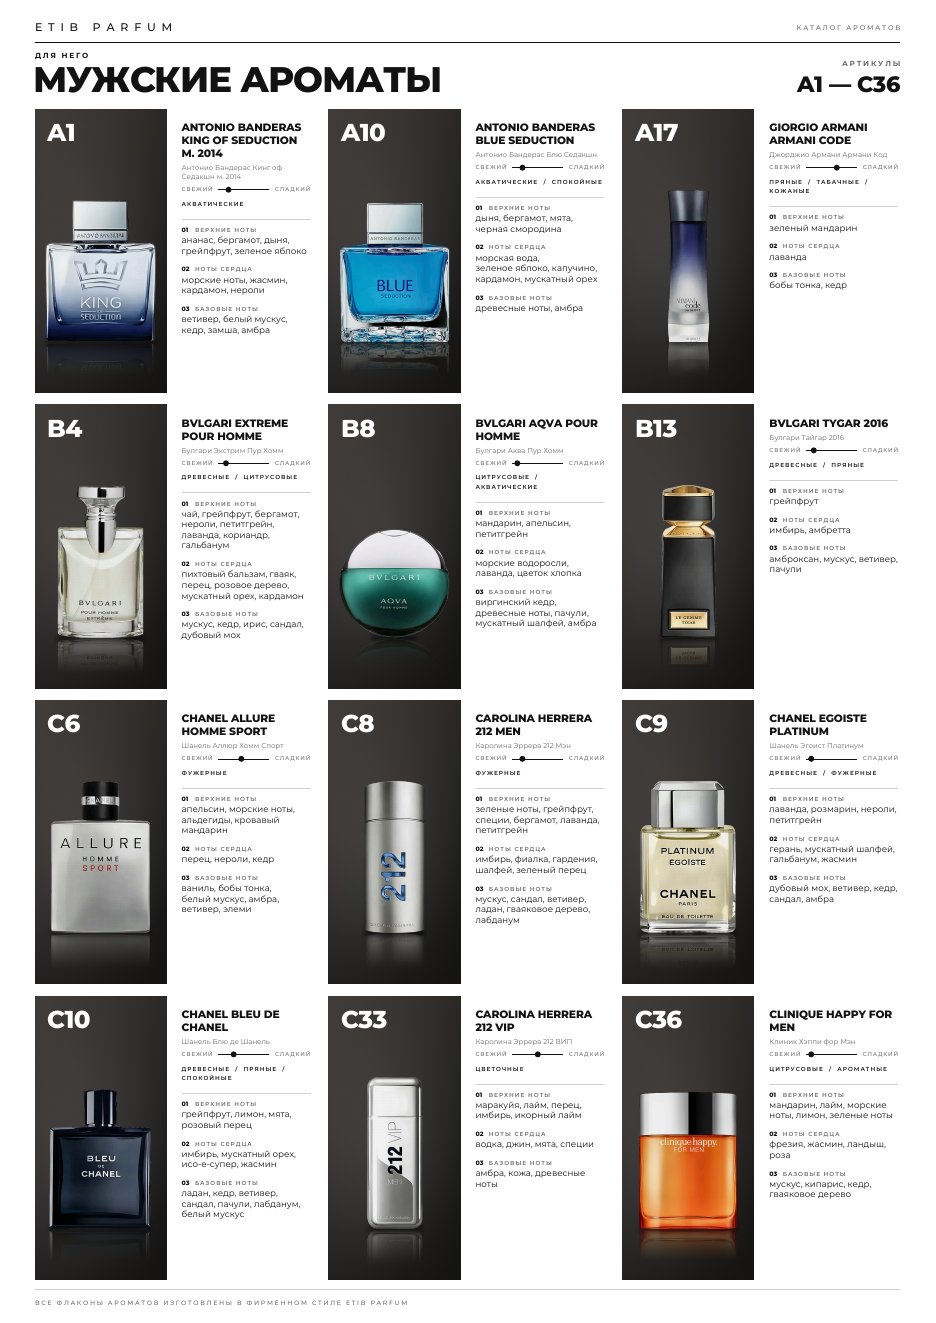 ETIB PARFUM
КАТАЛОГ АРОМАТОВ
ДЛЯ НЕГО
МУЖСКИЕ АРОМАТЫ
АРТИКУЛЫ
A1 — C36
A1
ANTONIO BANDERAS
KING OF SEDUCTION
M. 2014
Антонио Бандерас Кинг оф
Седакшн м. 2014
СВЕЖИЙ СЛАДКИЙ
АКВАТИЧЕСКИЕ
01 ВЕРХНИЕ НОТЫ
ананас, бергамот, дыня,
грейпфрут, зеленое яблоко
02 НОТЫ СЕРДЦА
морские ноты, жасмин,
кардамон, нероли
03 БАЗОВЫЕ НОТЫ
ветивер, белый мускус,
кедр, замша, амбра
ANTONIO BANDERAS
KING
OF
SEDUCTION
A10
ANTONIO BANDERAS
BLUE SEDUCTION
Антонио Бандерас Блю Седакшн
СВЕЖИЙ СЛАДКИЙ
АКВАТИЧЕСКИЕ / СПОКОЙНЫЕ
01 ВЕРХНИЕ НОТЫ
дыня, бергамот, мята,
черная смородина
02 НОТЫ СЕРДЦА
морская вода,
зеленое яблоко, капучино,
кардамон, мускатный орех
03 БАЗОВЫЕ НОТЫ
древесные ноты, амбра
ANTONIO BANDERAS
BLUE
SEDUCTION
A17
GIORGIO ARMANI
ARMANI CODE
Джорджио Армани Армани Код
СВЕЖИЙ СЛАДКИЙ
ПРЯНЫЕ / ТАБАЧНЫЕ /
КОЖАНЫЕ
01 ВЕРХНИЕ НОТЫ
зеленый мандарин
02 НОТЫ СЕРДЦА
лаванда
03 БАЗОВЫЕ НОТЫ
бобы тонка, кедр
ARMANI
code
B4
BVLGARI EXTREME
POUR HOMME
Булгари Экстрим Пур Хомм
СВЕЖИЙ СЛАДКИЙ
ДРЕВЕСНЫЕ / ЦИТРУСОВЫЕ
01 ВЕРХНИЕ НОТЫ
чай, грейпфрут, бергамот,
нероли, петитгрейн,
лаванда, кориандр,
гальбанум
02 НОТЫ СЕРДЦА
пихтовый бальзам, гваяк,
перец, розовое дерево,
мускатный орех, кардамон
03 БАЗОВЫЕ НОТЫ
мускус, кедр, ирис, сандал,
дубовый мох
BVLGARI
POUR HOMME
EXTRÊME
B8
BVLGARI AQVA POUR
HOMME
Булгари Аква Пур Хомм
СВЕЖИЙ СЛАДКИЙ
ЦИТРУСОВЫЕ /
АКВАТИЧЕСКИЕ
01 ВЕРХНИЕ НОТЫ
мандарин, апельсин,
петитгрейн
02 НОТЫ СЕРДЦА
морские водоросли,
лаванда, цветок хлопка
03 БАЗОВЫЕ НОТЫ
виргинский кедр,
древесные ноты, пачули,
мускатный шалфей, амбра
BVLGARI
AQVA
POUR HOMME
B13
BVLGARI TYGAR 2016
Булгари Тайгар 2016
СВЕЖИЙ СЛАДКИЙ
ДРЕВЕСНЫЕ / ПРЯНЫЕ
01 ВЕРХНИЕ НОТЫ
грейпфрут
02 НОТЫ СЕРДЦА
имбирь, амбретта
03 БАЗОВЫЕ НОТЫ
амброксан, мускус, ветивер,
пачули
LE GEMME
TYGAR
C6
CHANEL ALLURE
HOMME SPORT
Шанель Аллюр Хомм Спорт
СВЕЖИЙ СЛАДКИЙ
ФУЖЕРНЫЕ
01 ВЕРХНИЕ НОТЫ
апельсин, морские ноты,
альдегиды, кровавый
мандарин
02 НОТЫ СЕРДЦА
перец, нероли, кедр
03 БАЗОВЫЕ НОТЫ
ваниль, бобы тонка,
белый мускус, амбра,
ветивер, элеми
CHANEL
ALLURE
HOMME
SPORT
C8
CAROLINA HERRERA
212 MEN
Каролина Эррера 212 Мэн
СВЕЖИЙ СЛАДКИЙ
ФУЖЕРНЫЕ
01 ВЕРХНИЕ НОТЫ
зеленые ноты, грейпфрут,
специи, бергамот, лаванда,
петитгрейн
02 НОТЫ СЕРДЦА
имбирь, фиалка, гардения,
шалфей, зеленый перец
03 БАЗОВЫЕ НОТЫ
мускус, сандал, ветивер,
ладан, гваяковое дерево,
лабданум
212
C9
CHANEL EGOISTE
PLATINUM
Шанель Эгоист Платинум
СВЕЖИЙ СЛАДКИЙ
ДРЕВЕСНЫЕ / ФУЖЕРНЫЕ
01 ВЕРХНИЕ НОТЫ
лаванда, розмарин, нероли,
петитгрейн
02 НОТЫ СЕРДЦА
герань, мускатный шалфей,
гальбанум, жасмин
03 БАЗОВЫЕ НОТЫ
дубовый мох, ветивер, кедр,
сандал, амбра
PLATINUM
ÉGOÏSTE
CHANEL
PARIS
EAU DE TOILETTE
C10
CHANEL BLEU DE
CHANEL
Шанель Блю де Шанель
СВЕЖИЙ СЛАДКИЙ
ДРЕВЕСНЫЕ / ПРЯНЫЕ /
СПОКОЙНЫЕ
01 ВЕРХНИЕ НОТЫ
грейпфрут, лимон, мята,
розовый перец
02 НОТЫ СЕРДЦА
имбирь, мускатный орех,
исо-е-супер, жасмин
03 БАЗОВЫЕ НОТЫ
ладан, кедр, ветивер,
сандал, пачули, лабданум,
белый мускус
BLEU
DE
CHANEL
C33
CAROLINA HERRERA
212 VIP
Каролина Эррера 212 ВИП
СВЕЖИЙ СЛАДКИЙ
ЦВЕТОЧНЫЕ
01 ВЕРХНИЕ НОТЫ
маракуйя, лайм, перец,
имбирь, икорный лайм
02 НОТЫ СЕРДЦА
водка, джин, мята, специи
03 БАЗОВЫЕ НОТЫ
амбра, кожа, древесные
ноты
212 VIP
MEN
C36
CLINIQUE HAPPY FOR
MEN
Клиник Хэппи фор Мэн
СВЕЖИЙ СЛАДКИЙ
ЦИТРУСОВЫЕ / АРОМАТНЫЕ
01 ВЕРХНИЕ НОТЫ
мандарин, лайм, морские
ноты, лимон, зеленые ноты
02 НОТЫ СЕРДЦА
фрезия, жасмин, ландыш,
роза
03 БАЗОВЫЕ НОТЫ
мускус, кипарис, кедр,
гваяковое дерево
clinique happy.
FOR MEN
ВСЕ ФЛАКОНЫ АРОМАТОВ ИЗГОТОВЛЕНЫ В ФИРМЕННОМ СТИЛЕ ETIB PARFUM